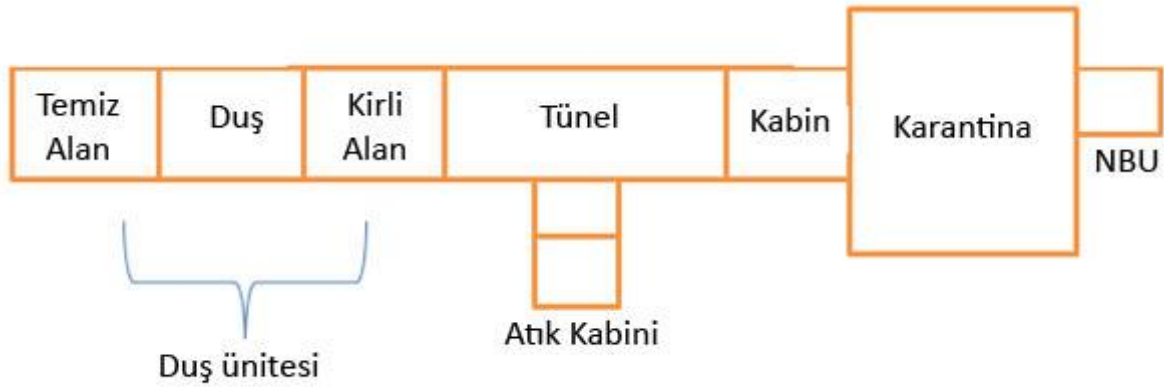 Temiz
Alan
Duş
Kirli
Alan
Tünel
Kabin
Karantina
NBU
Atık Kabini
Duş ünitesi